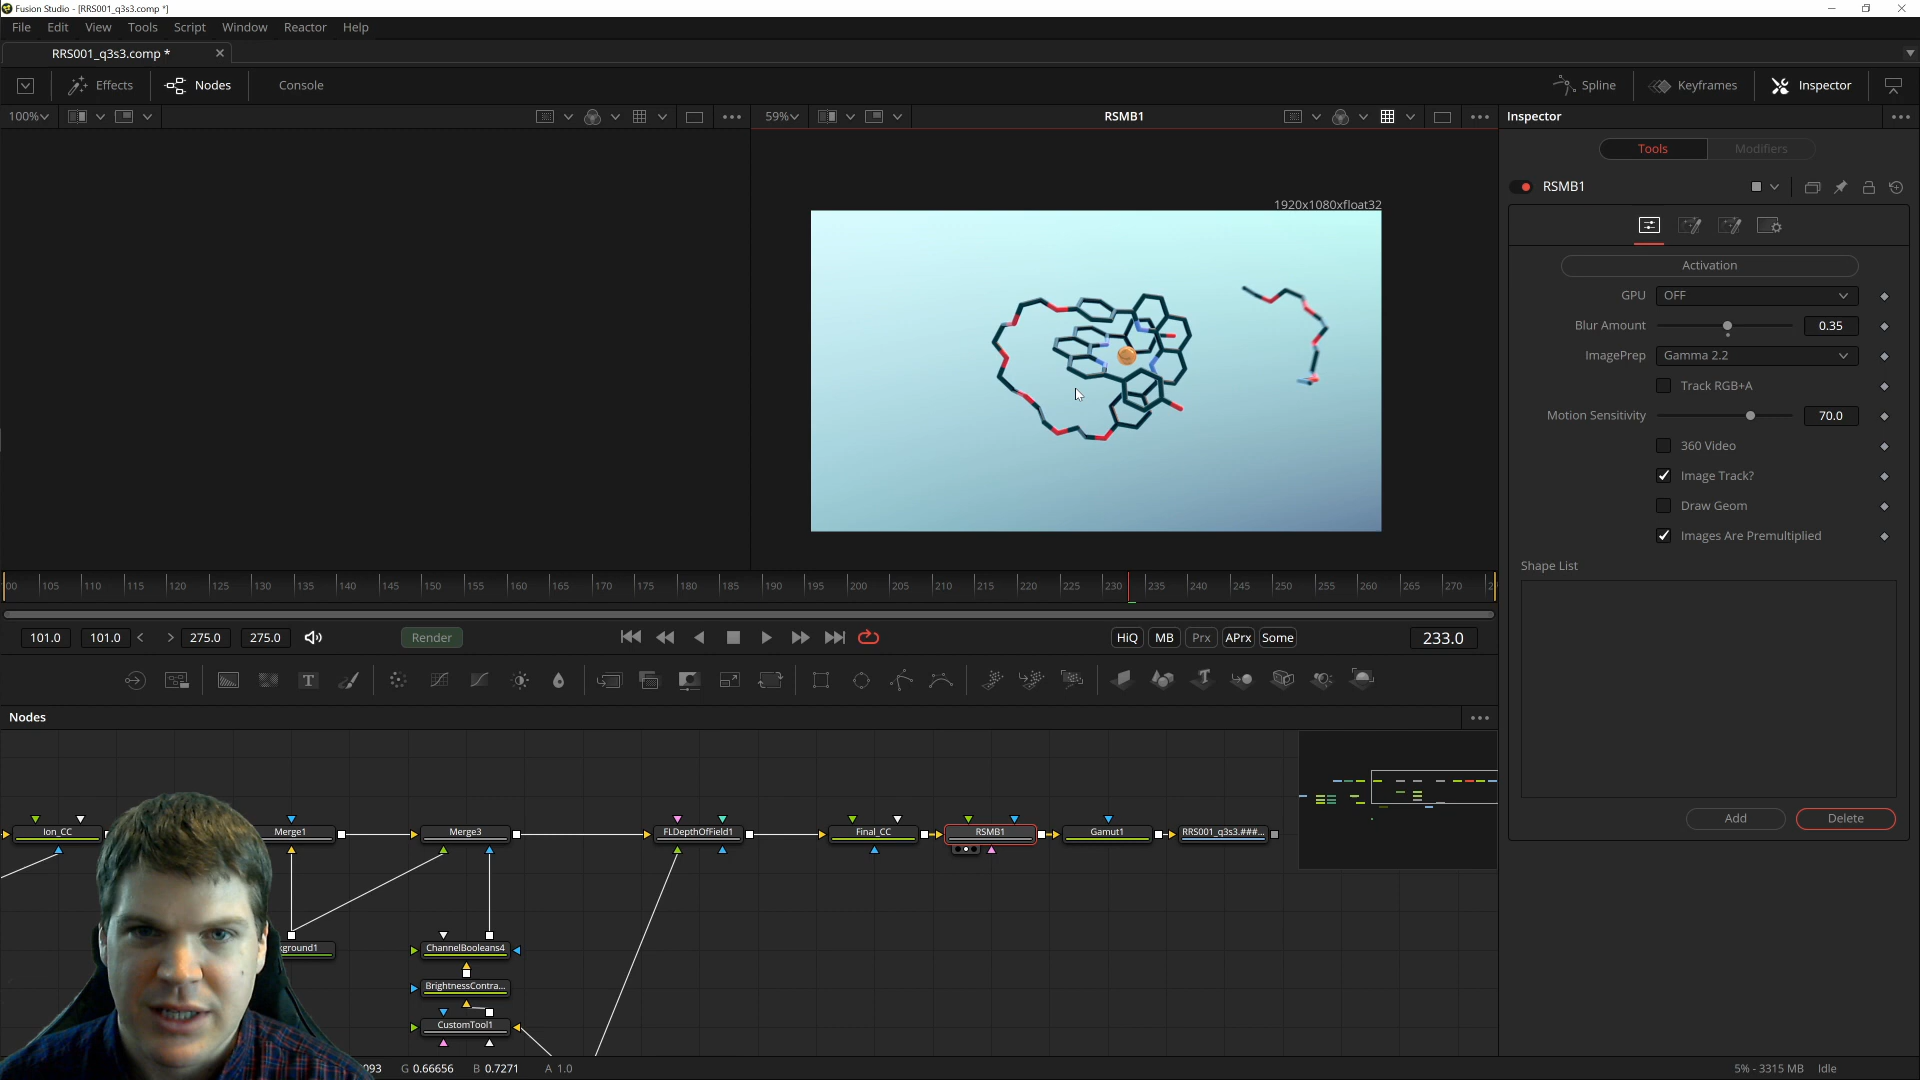 Fusion Studio - [RRS001_q3s3.comp *]
File Edit View Tools Script Window Reactor Help
RRS001_q3s3.comp *
Effects Nodes Console Spline Keyframes Inspector
100% 59% RSMB1 Inspector
Tools Modifiers
RSMB1
1920x1080xfloat32
Activation
GPU OFF
Blur Amount 0.35
ImagePrep Gamma 2.2
Track RGB+A
Motion Sensitivity 70.0
360 Video
Image Track?
Draw Geom
Images Are Premultiplied
Shape List
00 105 110 115 120 125 130 135 140 145 150 155 160 165 170 175 180 185 190 195 200 205 210 215 220 225 230 235 240 245 250 255 260 265 270 2
101.0 101.0 275.0 275.0 Render HiQ MB Prx APrx Some 233.0
T T
Nodes
Add Delete
Ion_CC Merge1 Merge3 FLDepthOfField1 Final_CC RSMB1 Gamut1 RRS001_q3s3.###...
ground1 ChannelBooleans4
BrightnessContra...
CustomTool1
093 G 0.66656 B 0.7271 A 1.0 5% - 3315 MB Idle